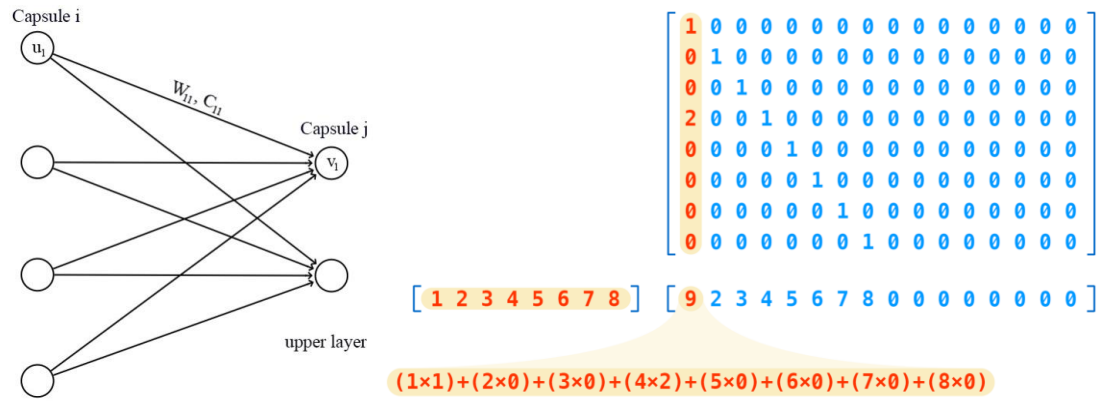 Capsule i
u1
W11, C11
Capsule j
v1
upper layer
1 0 0 0 0 0 0 0 0 0 0 0 0 0 0 0
0 1 0 0 0 0 0 0 0 0 0 0 0 0 0 0
0 0 1 0 0 0 0 0 0 0 0 0 0 0 0 0
2 0 0 1 0 0 0 0 0 0 0 0 0 0 0 0
0 0 0 0 1 0 0 0 0 0 0 0 0 0 0 0
0 0 0 0 0 1 0 0 0 0 0 0 0 0 0 0
0 0 0 0 0 0 1 0 0 0 0 0 0 0 0 0
0 0 0 0 0 0 0 1 0 0 0 0 0 0 0 0
[1 2 3 4 5 6 7 8] [9 2 3 4 5 6 7 8 0 0 0 0 0 0 0 0]
(1×1)+(2×0)+(3×0)+(4×2)+(5×0)+(6×0)+(7×0)+(8×0)